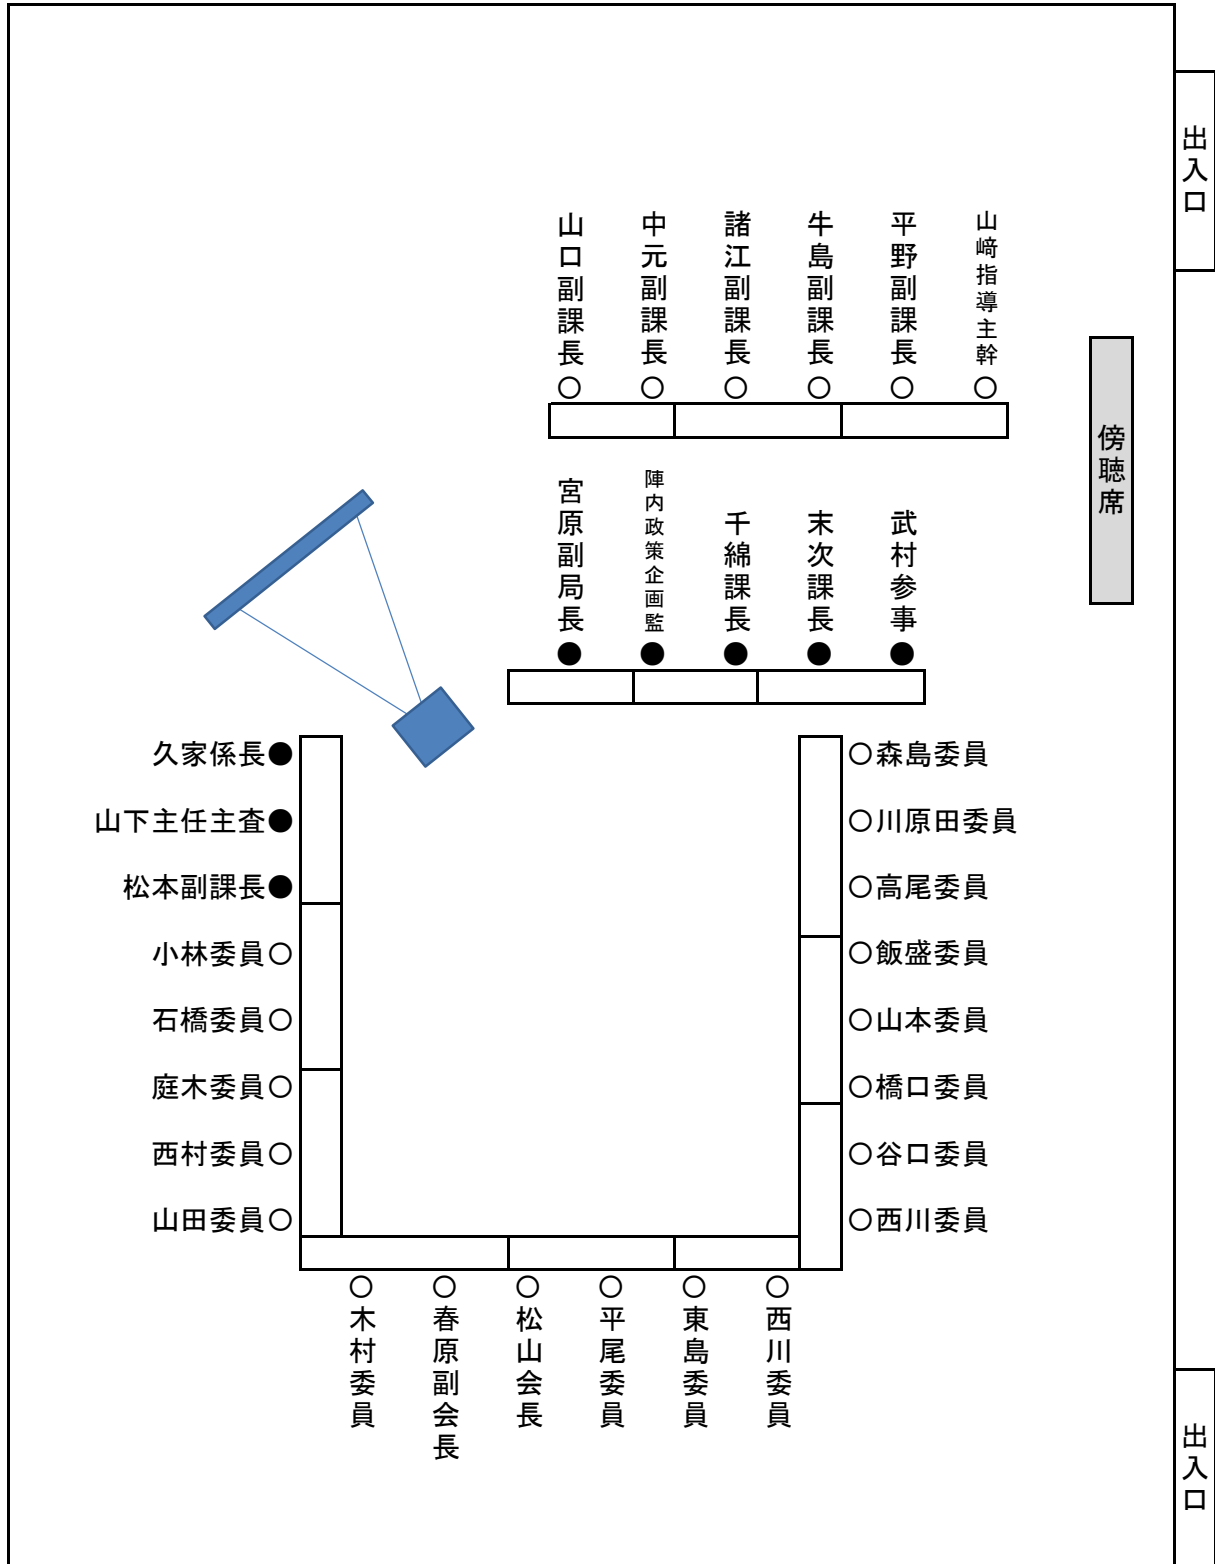 出入口
山口副課長
中元副課長
諸江副課長
牛島副課長
平野副課長
山﨑指導主幹
○ ○ ○ ○ ○ ○
傍聴席
宮原副局長
陣内政策企画監
千綿課長
末次課長
武村参事
● ● ● ● ●
久家係長●
山下主任主査●
松本副課長●
小林委員○
石橋委員○
庭木委員○
西村委員○
山田委員○
○森島委員
○川原田委員
○高尾委員
○飯盛委員
○山本委員
○橋口委員
○谷口委員
○西川委員
○ ○ ○ ○ ○ ○
木村委員
春原副会長
松山会長
平尾委員
東島委員
西川委員
出入口